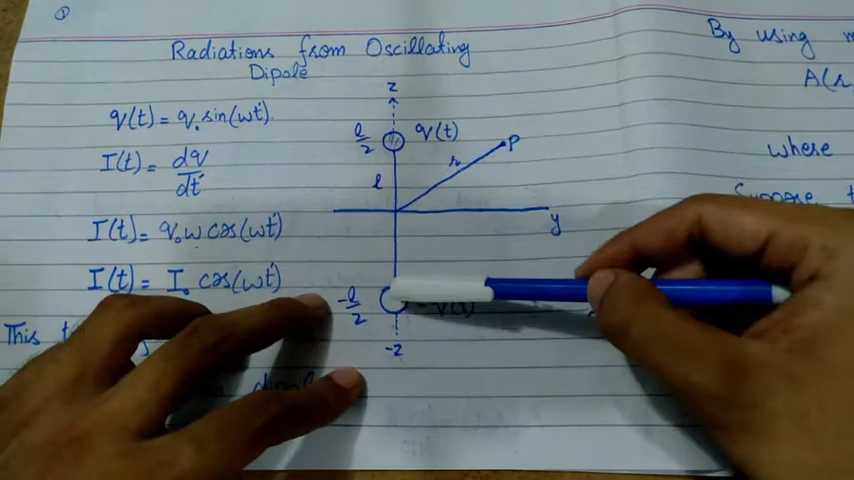 ①
Radiations from Oscillating
Dipole
q(t) = q₀ sin(ωt')
I(t) = dq/dt'
I(t) = q₀ω cos(ωt')
I(t) = I₀ cos(ωt')
This
z
l/2
q(t)
l
r
P
y
-l/2
-q(t)
-z
By using
A(r
where
Suppose